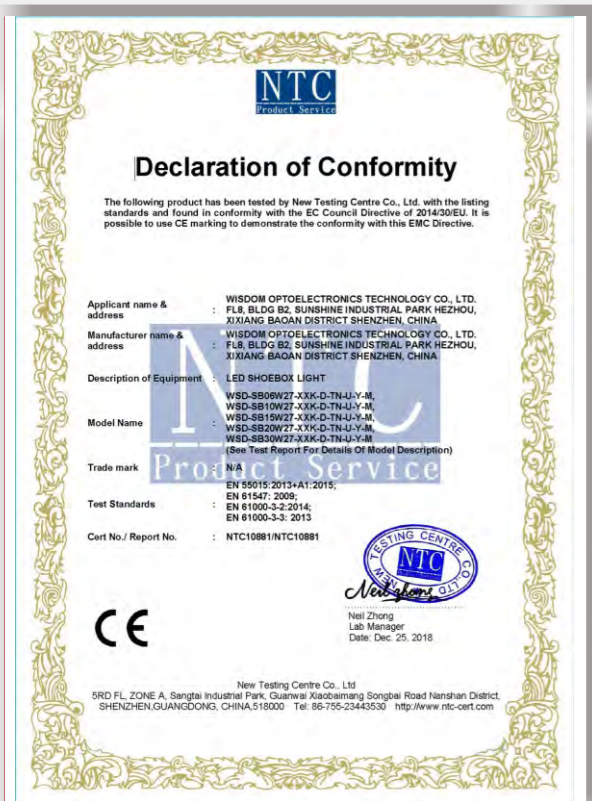 NTC
Product Service
Declaration of Conformity
The following product has been tested by New Testing Centre Co., Ltd. with the listing
standards and found in conformity with the EC Council Directive of 2014/30/EU. It is
possible to use CE marking to demonstrate the conformity with this EMC Directive.
Applicant name & address : WISDOM OPTOELECTRONICS TECHNOLOGY CO., LTD.
FL8, BLDG B2, SUNSHINE INDUSTRIAL PARK HEZHOU,
XIXIANG BAOAN DISTRICT SHENZHEN, CHINA
Manufacturer name & address : WISDOM OPTOELECTRONICS TECHNOLOGY CO., LTD.
FL8, BLDG B2, SUNSHINE INDUSTRIAL PARK HEZHOU,
XIXIANG BAOAN DISTRICT SHENZHEN, CHINA
Description of Equipment : LED SHOEBOX LIGHT
Model Name : WSD-SB06W27-XXK-D-TN-U-Y-M,
WSD-SB10W27-XXK-D-TN-U-Y-M,
WSD-SB15W27-XXK-D-TN-U-Y-M,
WSD-SB20W27-XXK-D-TN-U-Y-M,
WSD-SB30W27-XXK-D-TN-U-Y-M
(See Test Report For Details Of Model Description)
Trade mark : N/A
Test Standards : EN 55015:2013+A1:2015;
EN 61547: 2009;
EN 61000-3-2:2014;
EN 61000-3-3: 2013
Cert No./ Report No. : NTC10881/NTC10881
NTC
Product Service
NEW TESTING CENTRE CO.,LTD
NTC
Neil Zhong
Neil Zhong
Lab Manager
Date: Dec. 25, 2018
CE
New Testing Centre Co., Ltd
5RD FL, ZONE A, Sangtai Industrial Park, Guanwai Xiaobaimang Songbai Road Nanshan District,
SHENZHEN,GUANGDONG, CHINA,518000 Tel: 86-755-23443530 http://www.ntc-cert.com